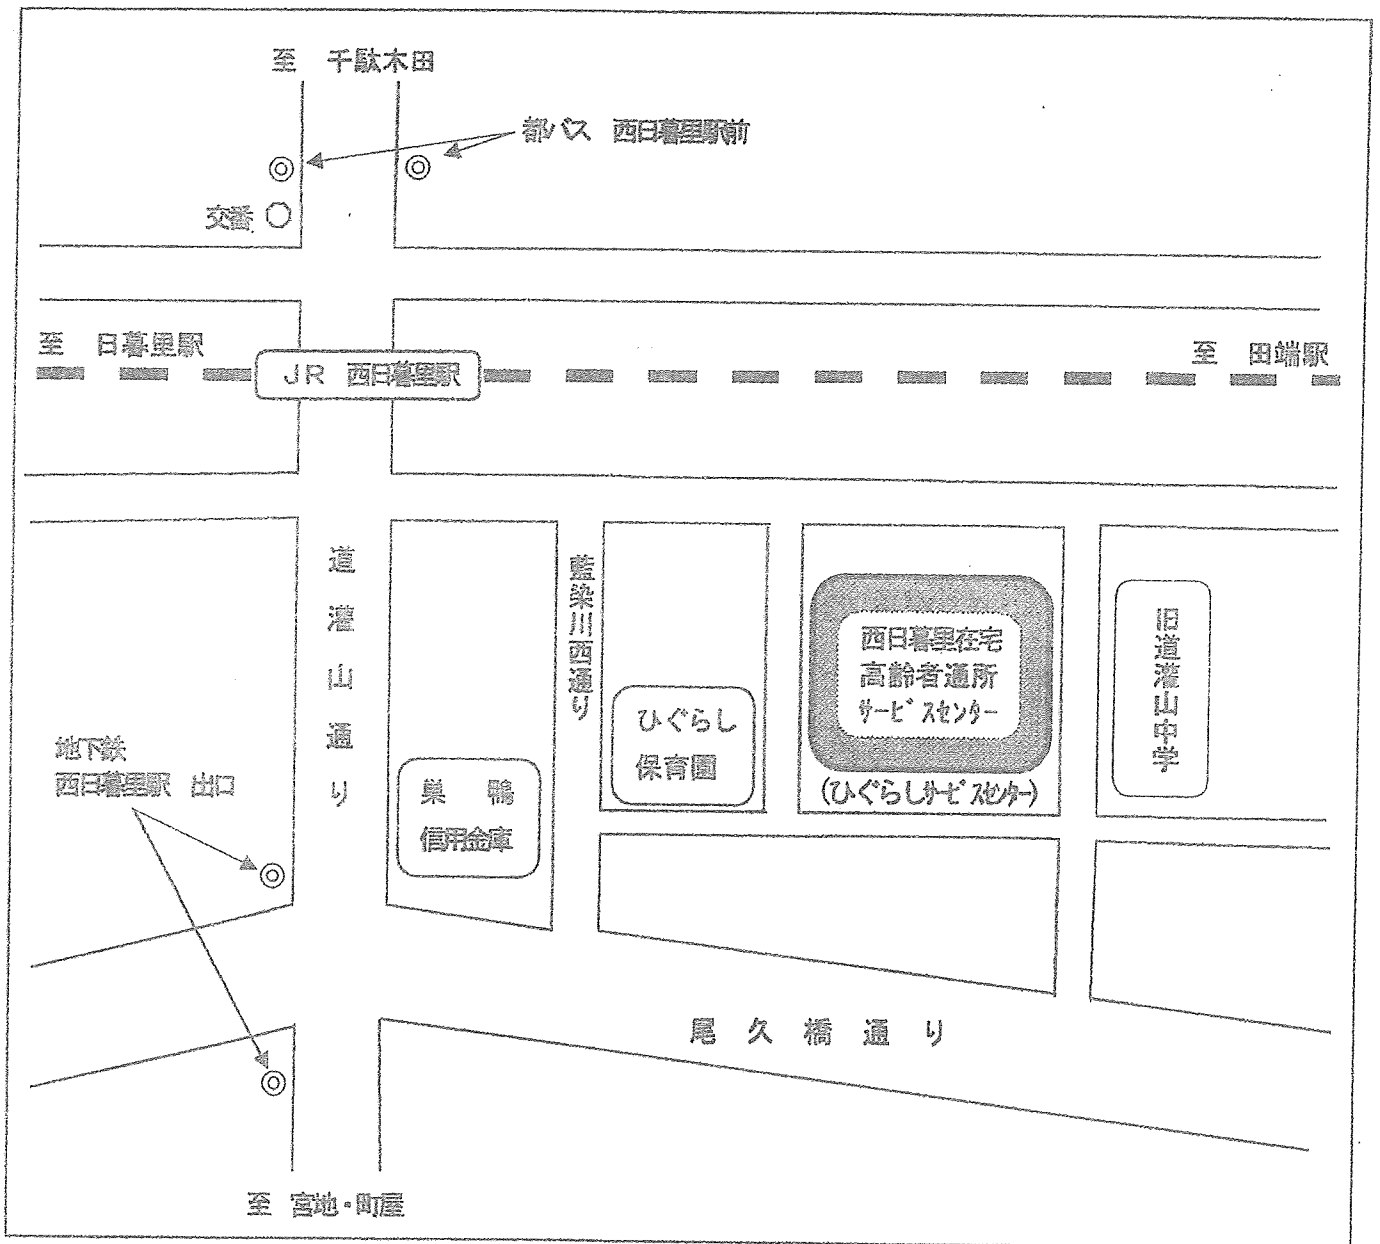 至 千駄木田
都バス 西日暮里駅前
交番
至 日暮里駅
至 田端駅
JR 西日暮里駅
道灌山通り
藍染川西通り
西日暮里在宅
高齢者通所
サービスセンター
(ひぐらしサービスセンター)
旧道灌山中学
ひぐらし
保育園
地下鉄
西日暮里駅 出口
巣鴨
信用金庫
尾久橋通り
至 宮地・町屋